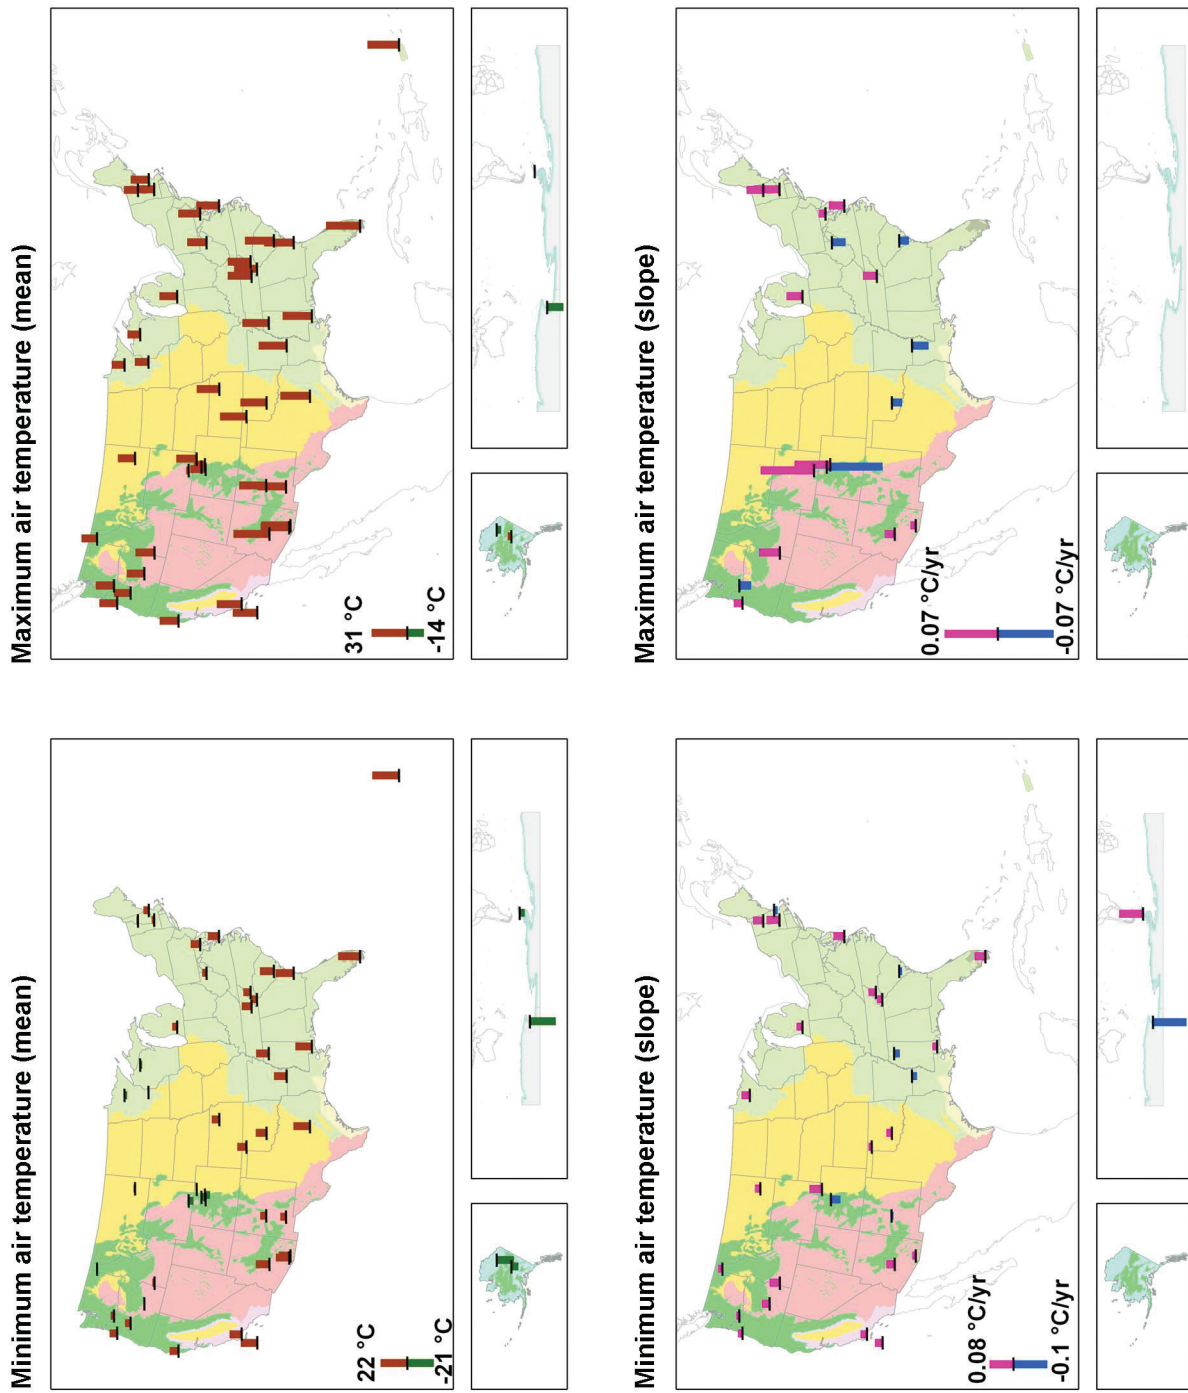 Minimum air temperature (mean)
22 °C
-21 °C
Maximum air temperature (mean)
31 °C
-14 °C
Minimum air temperature (slope)
0.08 °C/yr
-0.1 °C/yr
Maximum air temperature (slope)
0.07 °C/yr
-0.07 °C/yr